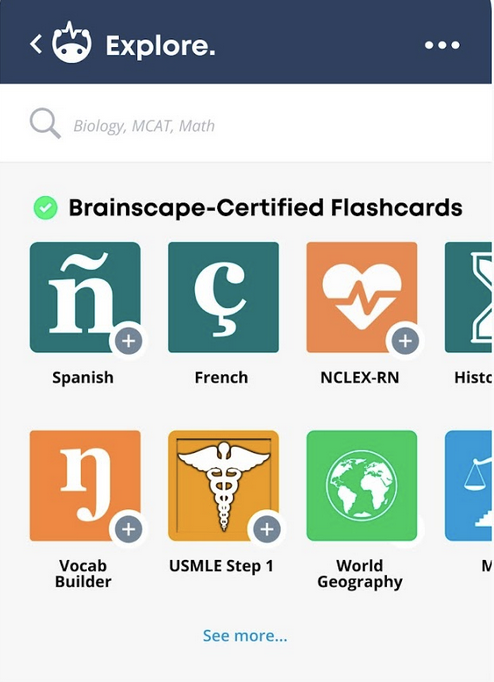 Explore.
Biology, MCAT, Math
Brainscape-Certified Flashcards
ñ ç
Spanish French NCLEX-RN Histo
ŋ
Vocab USMLE Step 1 World M
Builder Geography
See more...